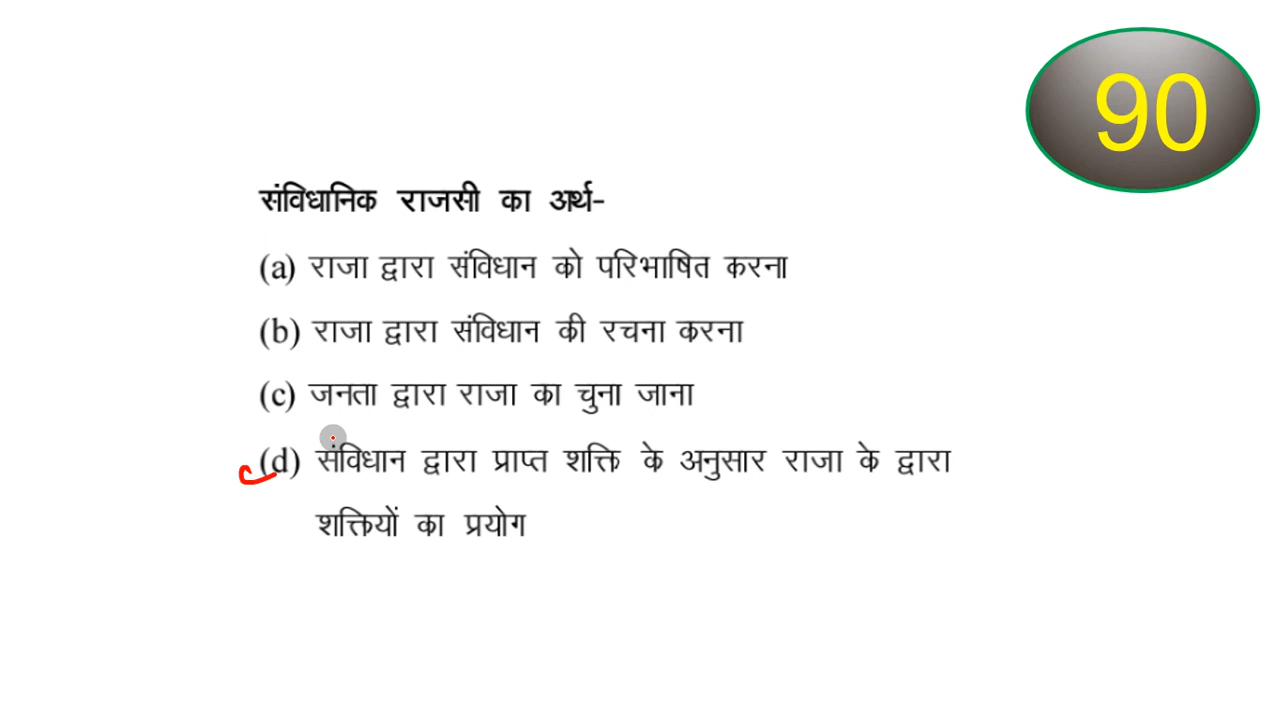 90
संविधानिक राजसी का अर्थ-
(a) राजा द्वारा संविधान को परिभाषित करना
(b) राजा द्वारा संविधान की रचना करना
(c) जनता द्वारा राजा का चुना जाना
(d) संविधान द्वारा प्राप्त शक्ति के अनुसार राजा के द्वारा
शक्तियों का प्रयोग